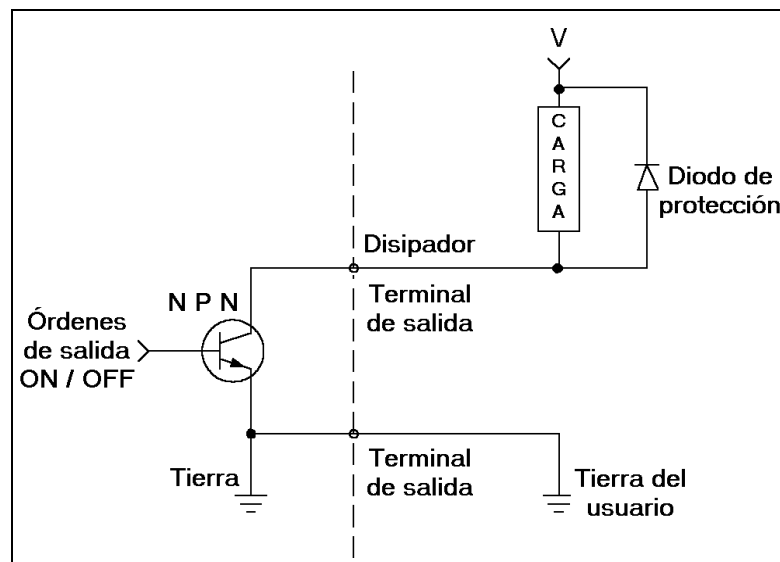 V
CARGA
Diodo de
protección
Disipador
N P N
Terminal
de salida
Órdenes
de salida
ON / OFF
Tierra
Terminal
de salida
Tierra del
usuario